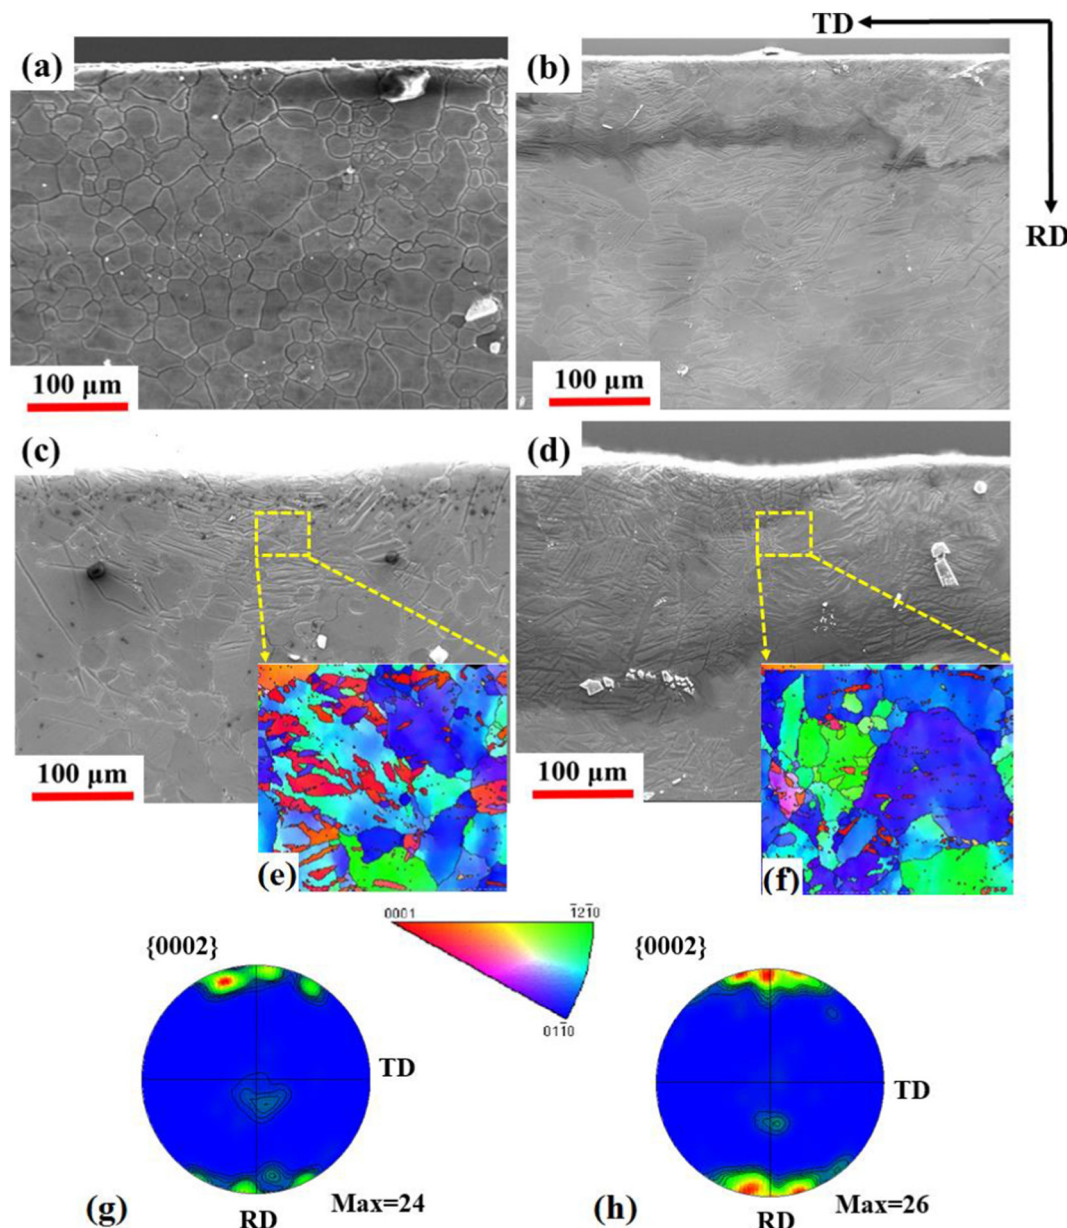 TD
(a)
(b)
RD
100 µm
100 µm
(c)
(d)
100 µm
100 µm
(e)
(f)
0001
1̄21̄0
{0002}
{0002}
011̄0
TD
TD
(g)
Max=24
(h)
Max=26
RD
RD